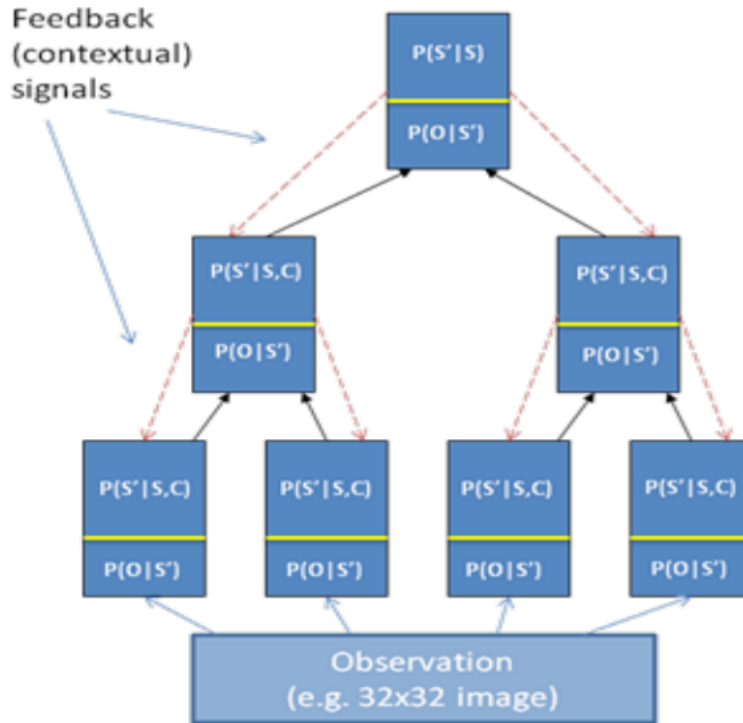 Feedback
(contextual)
signals
P(S'|S)
P(O|S')
P(S'|S,C)
P(O|S')
P(S'|S,C)
P(O|S')
P(S'|S,C)
P(O|S')
P(S'|S,C)
P(O|S')
P(S'|S,C)
P(O|S')
P(S'|S,C)
P(O|S')
Observation
(e.g. 32x32 image)